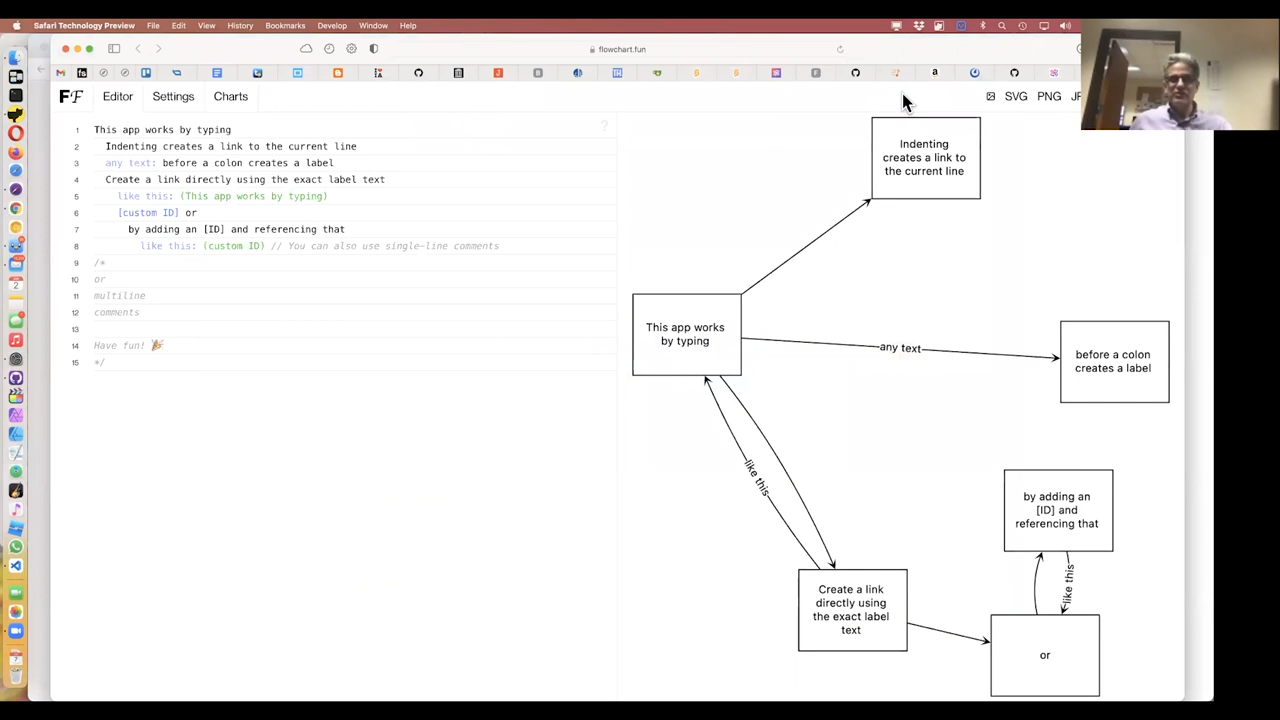 Safari Technology Preview File Edit View History Bookmarks Develop Window Help
flowchart.fun
FF Editor Settings Charts SVG PNG
1 This app works by typing
2 Indenting creates a link to the current line
3 any text: before a colon creates a label
4 Create a link directly using the exact label text
5 like this: (This app works by typing)
6 [custom ID] or
7 by adding an [ID] and referencing that
8 like this: (custom ID) // You can also use single-line comments
9 /*
10 or
11 multiline
12 comments
13
14 Have fun! 🎉
15 */
?
Indenting
creates a link to
the current line
This app works
by typing
any text
before a colon
creates a label
like this
by adding an
[ID] and
referencing that
like this
Create a link
directly using
the exact label
text
or